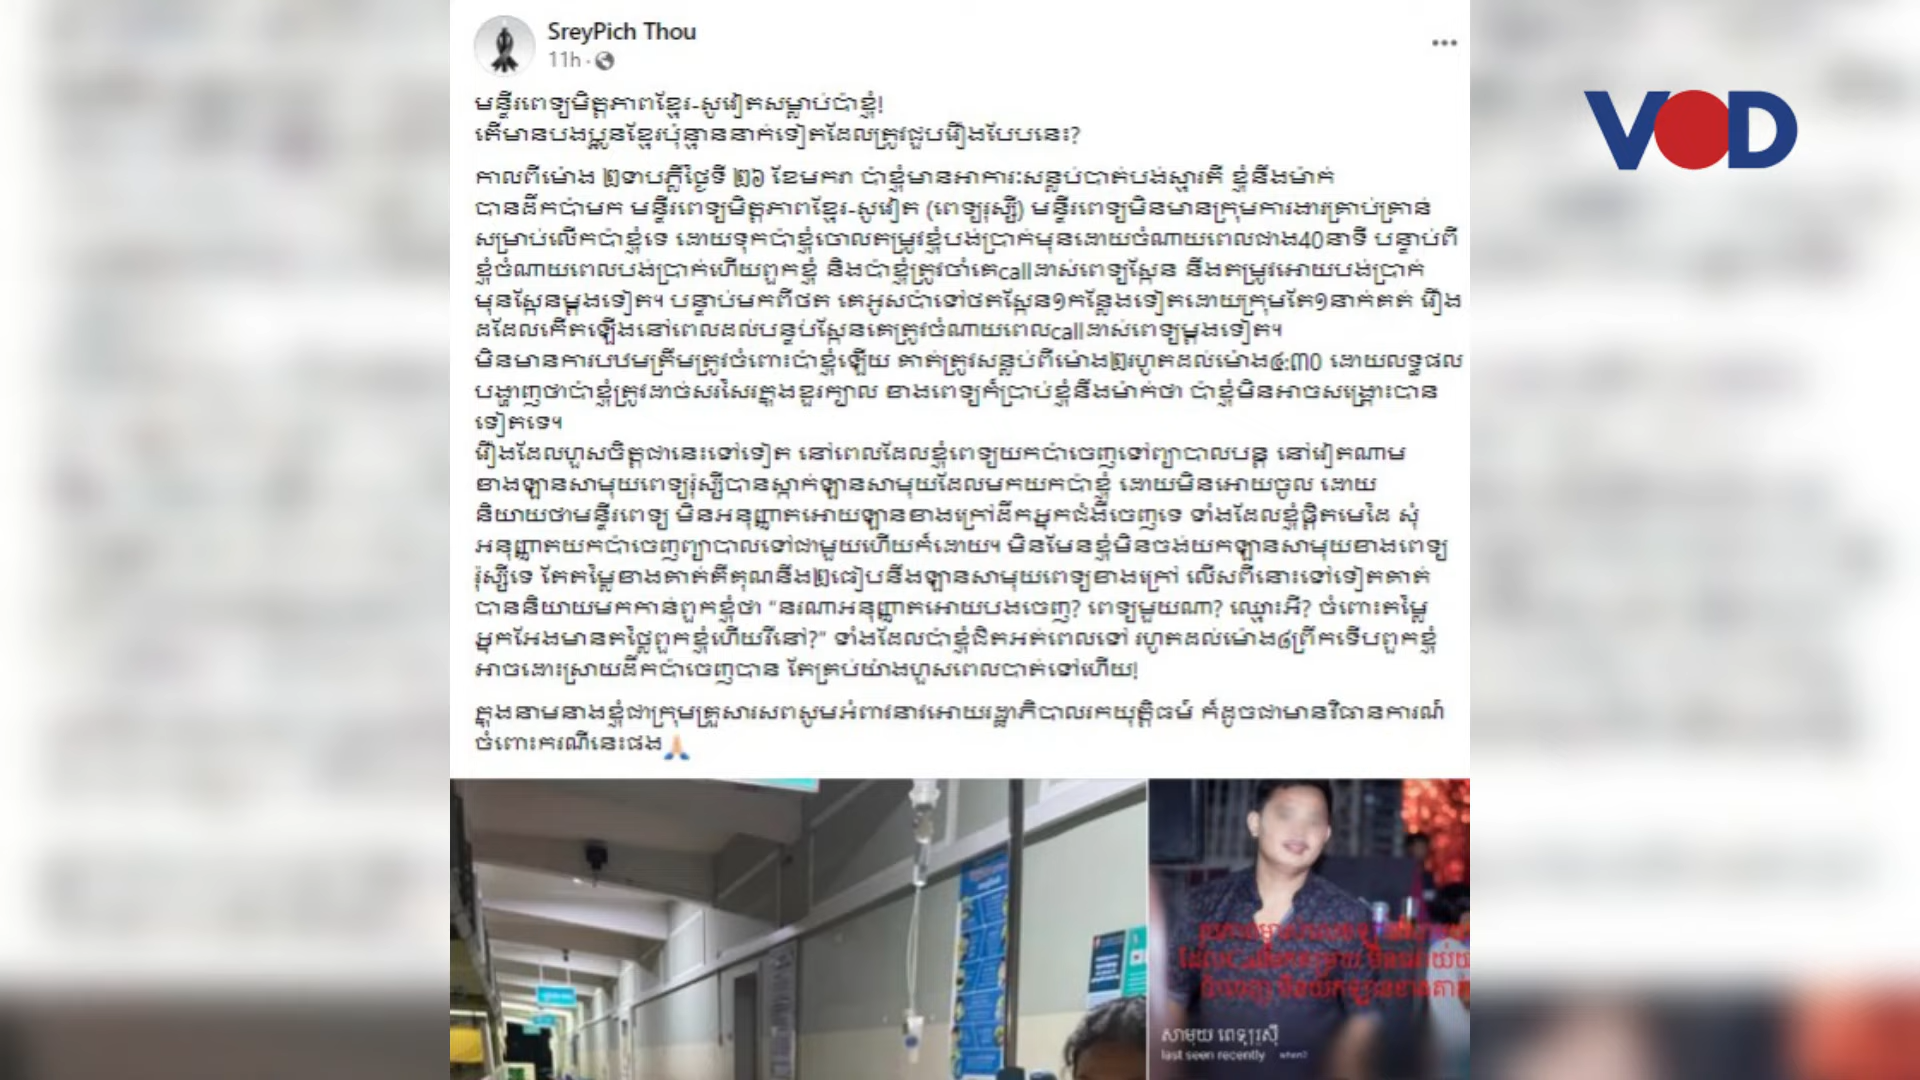 SreyPich Thou
11h ·
VOD
មន្ទីរពេទ្យមិត្តភាពខ្មែរ-សូវៀតសម្លាប់ប៉ាខ្ញុំ!
តើមានបងប្អូនខ្មែរប៉ុន្មាននាក់ទៀតដែលត្រូវជួបរឿងបែបនេះ?
កាលពីម៉ោង ២ទាបភ្លឺថ្ងៃទី ២៦ ខែមករា ប៉ាខ្ញុំមានអាការៈសន្លប់បាត់បង់ស្មារតី ខ្ញុំនឹងម៉ាក់
បានដឹកប៉ាមក មន្ទីរពេទ្យមិត្តភាពខ្មែរ-សូវៀត (ពេទ្យរុស្សី) មន្ទីរពេទ្យមិនមានក្រុមការងារគ្រាប់គ្រាន់
សម្រាប់លើកប៉ាខ្ញុំទេ ដោយទុកប៉ាខ្ញុំចោលតម្រូវខ្ញុំបង់ប្រាក់មុនដោយចំណាយពេលជាង40នាទី បន្ទាប់ពី
ខ្ញុំចំណាយពេលបង់ប្រាក់ហើយពួកខ្ញុំ និងប៉ាខ្ញុំត្រូវចាំគេcallដាស់ពេទ្យស្កែន នឹងតម្រូវអោយបង់ប្រាក់
មុនស្កែនម្តងទៀត។ បន្ទាប់មកពីថត គេអូសប៉ាទៅថតស្កែន១កន្លែងទៀតដោយក្រុមតែ១នាក់គត់ រឿង
ដដែលកើតឡើងនៅពេលដល់បន្ទប់ស្កែនគេត្រូវចំណាយពេលcallដាស់ពេទ្យម្តងទៀត។
មិនមានការបឋមត្រឹមត្រូវចំពោះប៉ាខ្ញុំឡើយ គាត់ត្រូវសន្លប់ពីម៉ោង២រហូតដល់ម៉ោង៤:30 ដោយលទ្ធផល
បង្ហាញថាប៉ាខ្ញុំត្រូវដាច់សរសៃរក្នុងខួរក្បាល ខាងពេទ្យក៏ប្រាប់ខ្ញុំនឹងម៉ាក់ថា ប៉ាខ្ញុំមិនអាចសង្គ្រោះបាន
ទៀតទេ។
រឿងដែលហួសចិត្តជានេះទៅទៀត នៅពេលដែលខ្ញុំពេទ្យយកប៉ាចេញទៅព្យាបាលបន្ត នៅវៀតណាម
ខាងឡានសាមុយពេទ្យរ៉ុស្ស៊ីបានស្កាក់ឡានសាមុយដែលមកយកប៉ាខ្ញុំ ដោយមិនអោយចូល ដោយ
និយាយថាមន្ទីរពេទ្យ មិនអនុញ្ញាតអោយឡានខាងក្រៅដឹកអ្នកជំងឺចេញទេ ទាំងដែលខ្ញុំផ្តិតមេដៃ សុំ
អនុញ្ញាតយកប៉ាចេញព្យាបាលទៅជាមួយហើយក៏ដោយ។ មិនមែនខ្ញុំមិនចង់យកឡានសាមុយខាងពេទ្យ
រ៉ុស្ស៊ីទេ តែតម្លៃខាងគាត់គឺគុណនឹង២ធៀបនឹងឡានសាមុយពេទ្យខាងក្រៅ លើសពីនោះទៅទៀតគាត់
បាននិយាយមកកាន់ពួកខ្ញុំថា “នរណាអនុញ្ញាតអោយបងចេញ? ពេទ្យមួយណា? ឈ្មោះអី? ចំពោះតម្លៃ
អ្នកអែងមានតថ្លៃពួកខ្ញុំហើយរឺនៅ?” ទាំងដែលប៉ាខ្ញុំជិតអត់ពេលទៅ រហូតដល់ម៉ោង៨ព្រឹកទើបពួកខ្ញុំ
អាចដោះស្រាយដឹកប៉ាចេញបាន តែគ្រប់យ៉ាងហួសពេលបាត់ទៅហើយ!
ក្នុងនាមនាងខ្ញុំជាក្រុមគ្រួសារសពសូមអំពាវនាវអោយរដ្ឋាភិបាលរកយុត្តិធម៍ ក៏ដូចជាមានវិធានការណ៍
ចំពោះករណីនេះផង🙏🏻
សាមុយ ពេទ្យរុស្ស៊ី
last seen recently when?